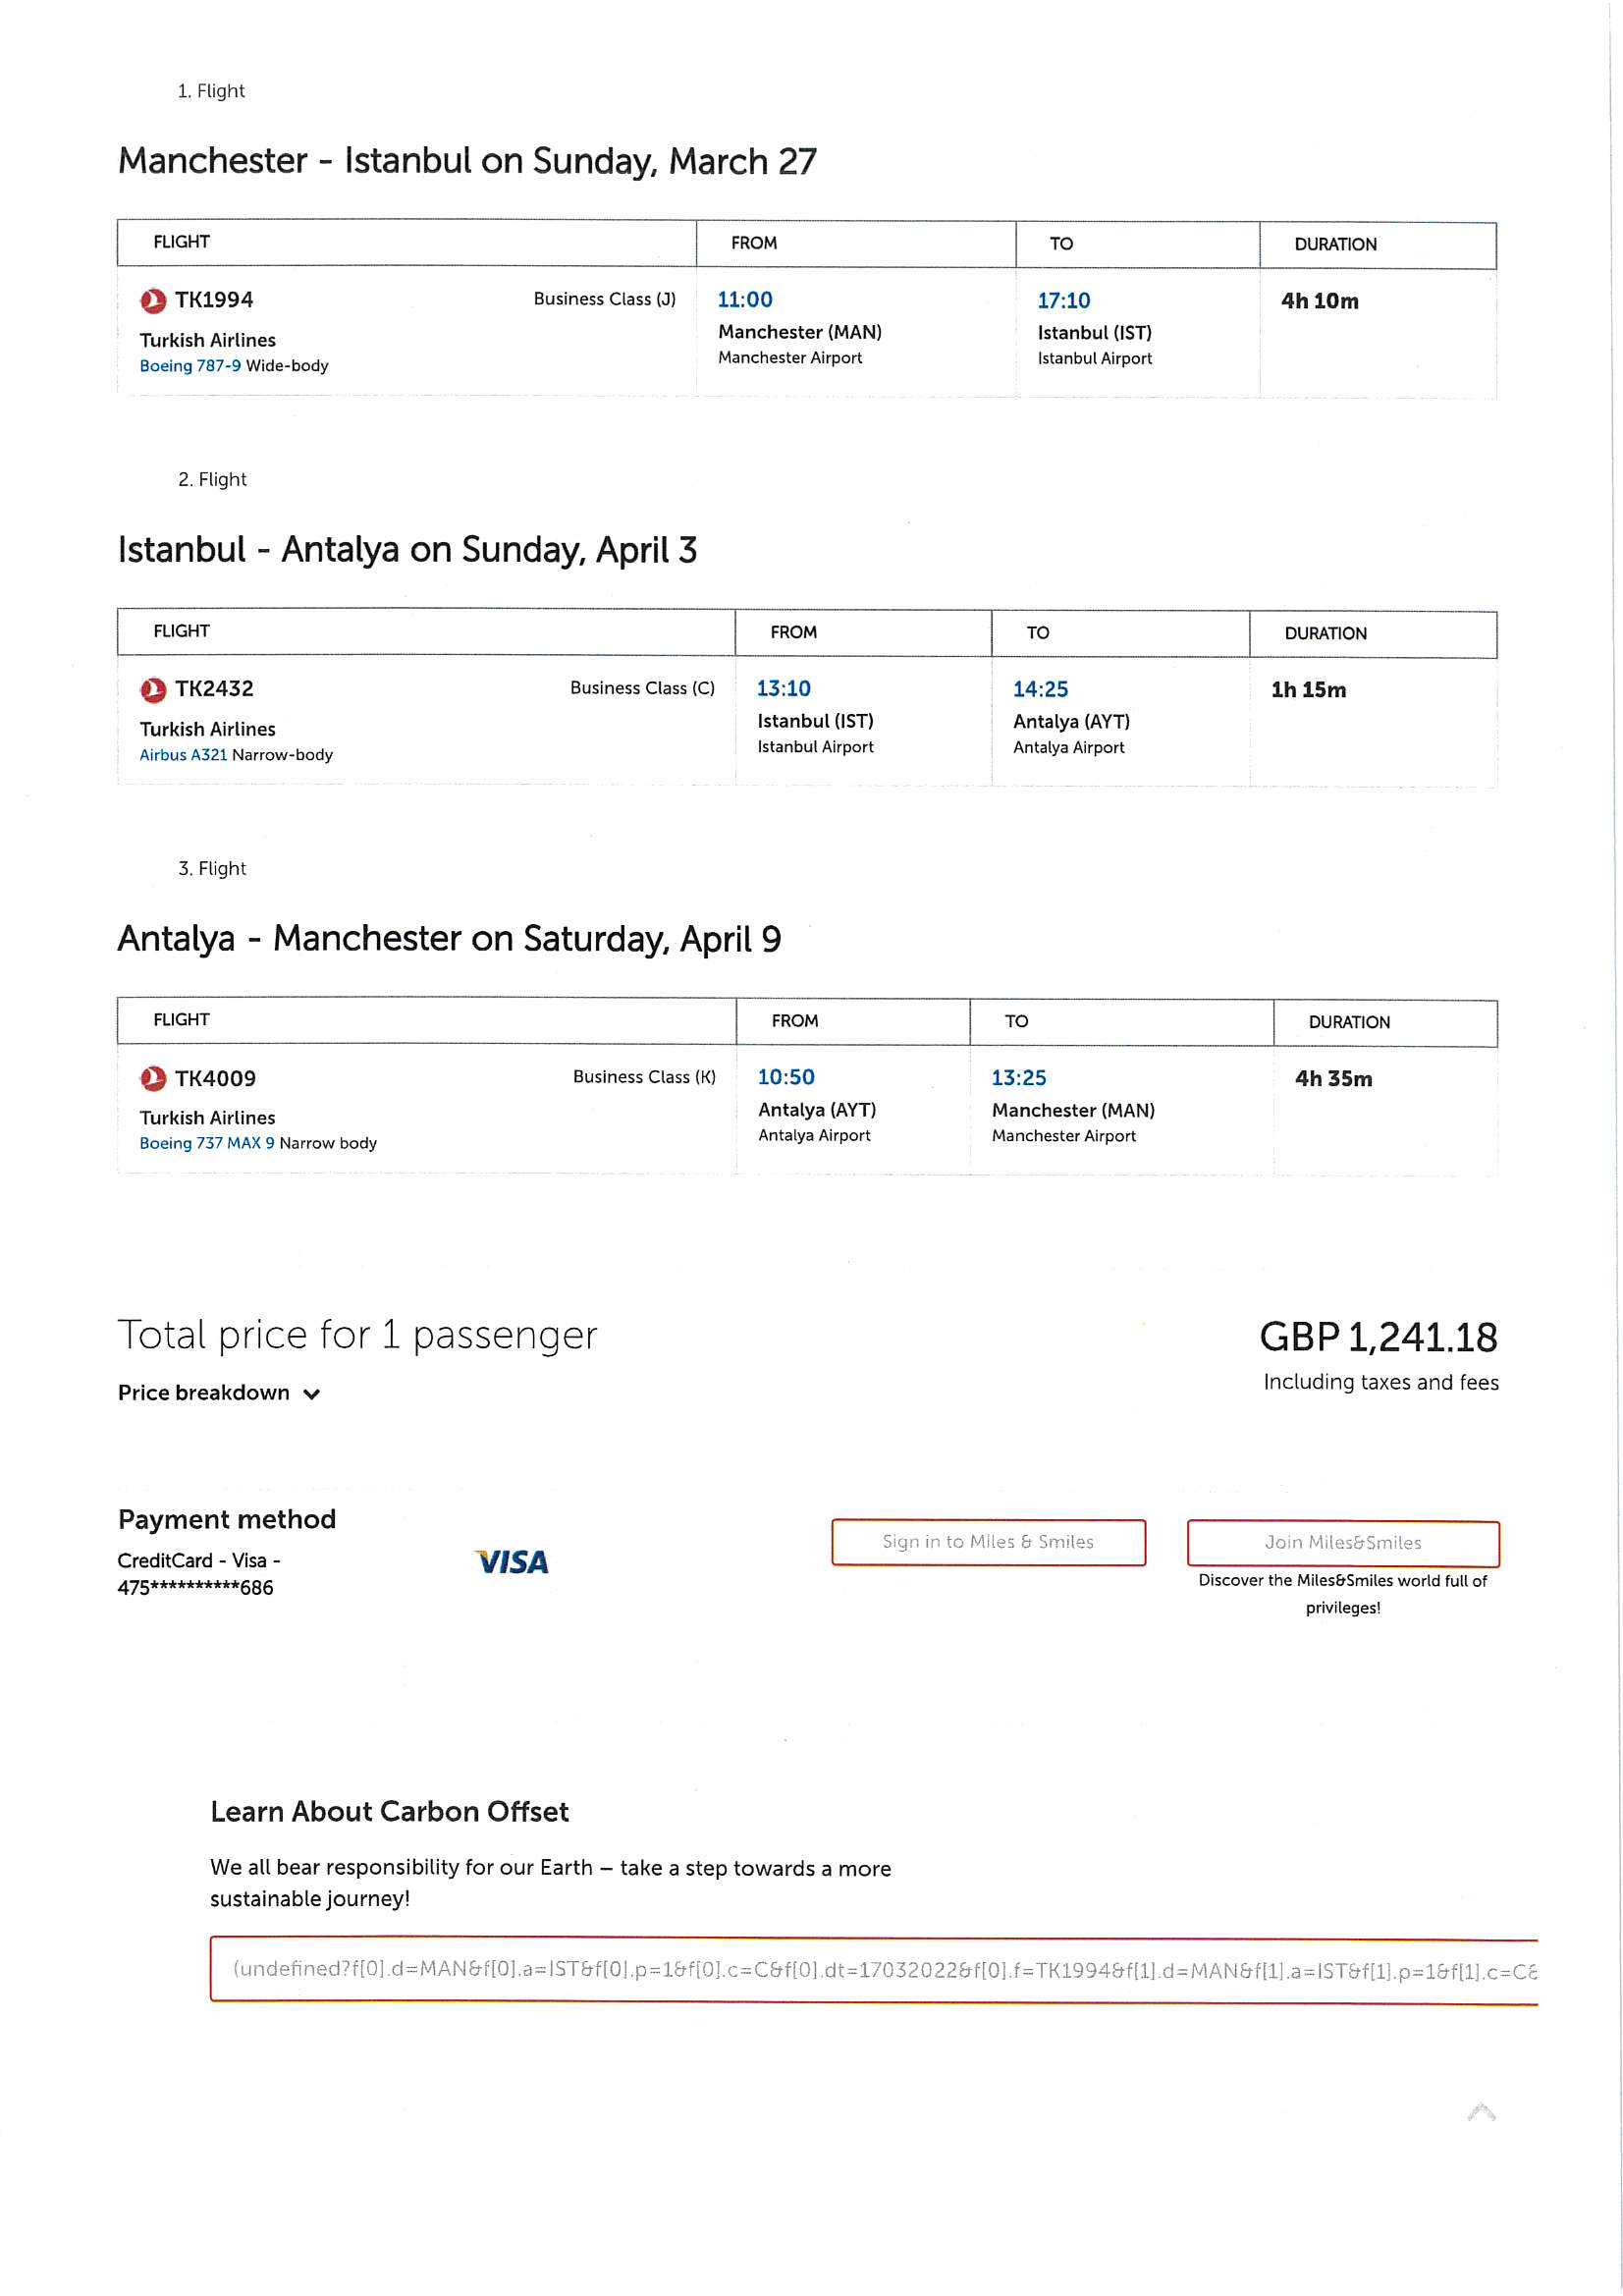 1. Flight
Manchester - Istanbul on Sunday, March 27
FLIGHT FROM TO DURATION
TK1994 Business Class (J) 11:00 17:10 4h 10m
Turkish Airlines Manchester (MAN) Istanbul (IST)
Boeing 787-9 Wide-body Manchester Airport Istanbul Airport
2. Flight
Istanbul - Antalya on Sunday, April 3
FLIGHT FROM TO DURATION
TK2432 Business Class (C) 13:10 14:25 1h 15m
Turkish Airlines Istanbul (IST) Antalya (AYT)
Airbus A321 Narrow-body Istanbul Airport Antalya Airport
3. Flight
Antalya - Manchester on Saturday, April 9
FLIGHT FROM TO DURATION
TK4009 Business Class (K) 10:50 13:25 4h 35m
Turkish Airlines Antalya (AYT) Manchester (MAN)
Boeing 737 MAX 9 Narrow body Antalya Airport Manchester Airport
Total price for 1 passenger GBP 1,241.18
Price breakdown Including taxes and fees
Payment method
CreditCard - Visa - VISA Sign in to Miles & Smiles Join Miles&Smiles
475**********686 Discover the Miles&Smiles world full of
privileges!
Learn About Carbon Offset
We all bear responsibility for our Earth – take a step towards a more
sustainable journey!
(undefined?f[0].d=MAN&f[0].a=IST&f[0].p=1&f[0].c=C&f[0].dt=17032022&f[0].f=TK1994&f[1].d=MAN&f[1].a=IST&f[1].p=1&f[1].c=C&